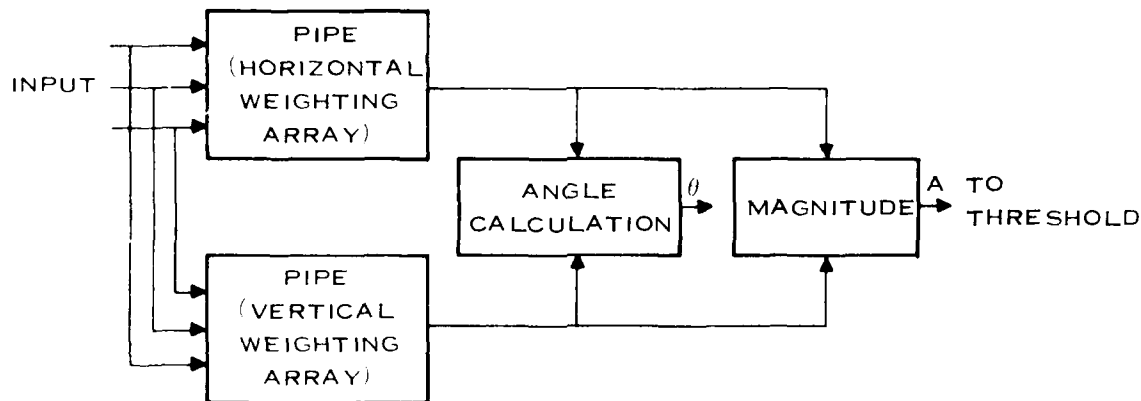 INPUT
PIPE
(HORIZONTAL
WEIGHTING
ARRAY)
ANGLE
CALCULATION
θ
MAGNITUDE
A TO
THRESHOLD
PIPE
(VERTICAL
WEIGHTING
ARRAY)